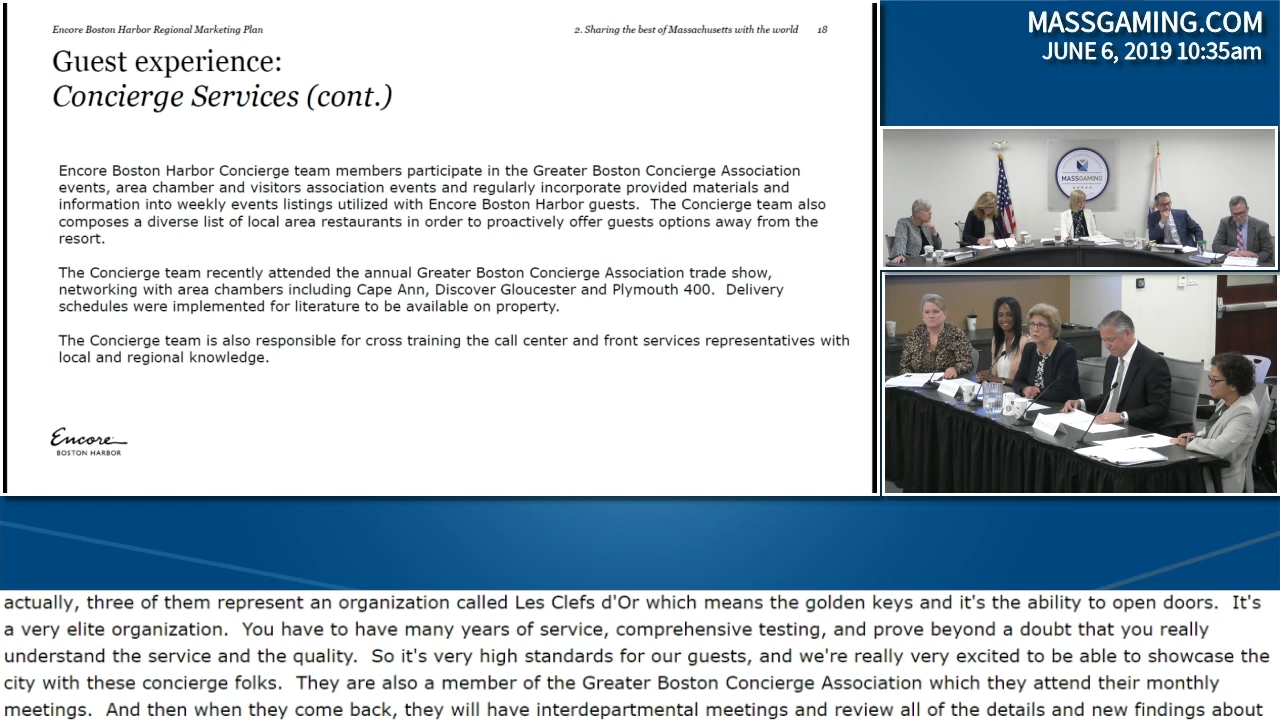 Encore Boston Harbor Regional Marketing Plan
2. Sharing the best of Massachusetts with the world 18
Guest experience:
Concierge Services (cont.)
Encore Boston Harbor Concierge team members participate in the Greater Boston Concierge Association
events, area chamber and visitors association events and regularly incorporate provided materials and
information into weekly events listings utilized with Encore Boston Harbor guests.  The Concierge team also
composes a diverse list of local area restaurants in order to proactively offer guests options away from the
resort.
The Concierge team recently attended the annual Greater Boston Concierge Association trade show,
networking with area chambers including Cape Ann, Discover Gloucester and Plymouth 400.  Delivery
schedules were implemented for literature to be available on property.
The Concierge team is also responsible for cross training the call center and front services representatives with
local and regional knowledge.
Encore
BOSTON HARBOR
MASSGAMING.COM
JUNE 6, 2019 10:35am
MASSGAMING
actually, three of them represent an organization called Les Clefs d'Or which means the golden keys and it's the ability to open doors.  It's
a very elite organization.  You have to have many years of service, comprehensive testing, and prove beyond a doubt that you really
understand the service and the quality.  So it's very high standards for our guests, and we're really very excited to be able to showcase the
city with these concierge folks.  They are also a member of the Greater Boston Concierge Association which they attend their monthly
meetings.  And then when they come back, they will have interdepartmental meetings and review all of the details and new findings about